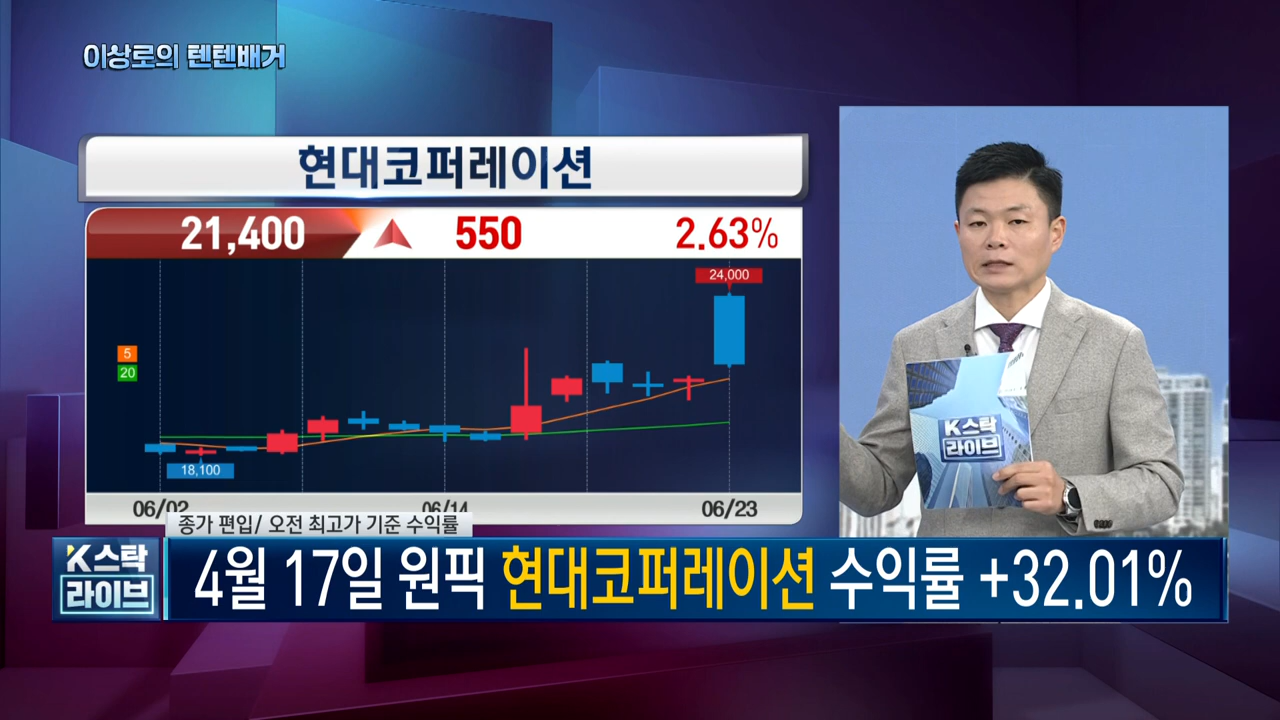 이상로의 텐텐배거
현대코퍼레이션
21,400 550 2.63%
24,000
5
20
18,100
06/02 06/14 06/23
종가 편입/ 오전 최고가 기준 수익률
K스탁
라이브
4월 17일 원픽 현대코퍼레이션 수익률 +32.01%
K스탁
라이브